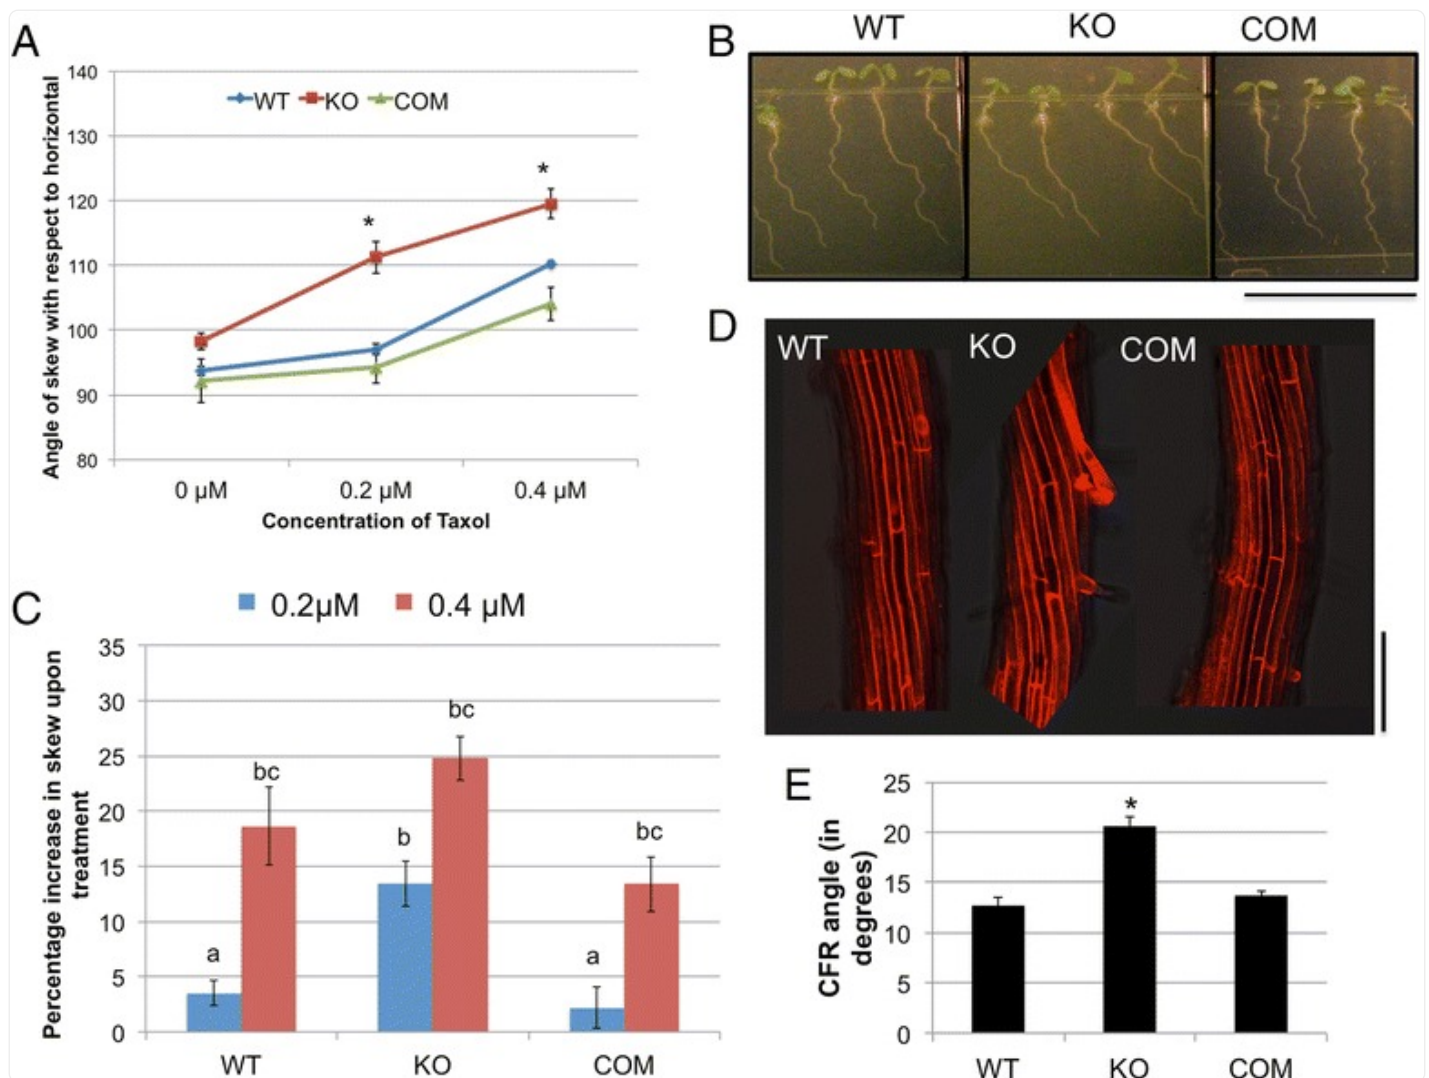 A
140
130
120
110
100
90
80
Angle of skew with respect to horizontal
WT KO COM
*
*
0 µM 0.2 µM 0.4 µM
Concentration of Taxol
B
WT KO COM
C
0.2µM 0.4 µM
35
30
25
20
15
10
5
0
Percentage increase in skew upon
treatment
a
bc
b
bc
a
bc
WT KO COM
D
WT KO COM
E
25
20
15
10
5
0
CFR angle (in
degrees)
*
WT KO COM